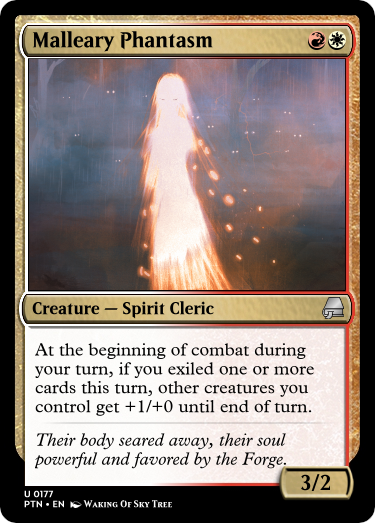 Malleary Phantasm
Creature — Spirit Cleric
At the beginning of combat during
your turn, if you exiled one or more
cards this turn, other creatures you
control get +1/+0 until end of turn.
Their body seared away, their soul
powerful and favored by the Forge.
3/2
U 0177
PTN • EN Waking Of Sky Tree